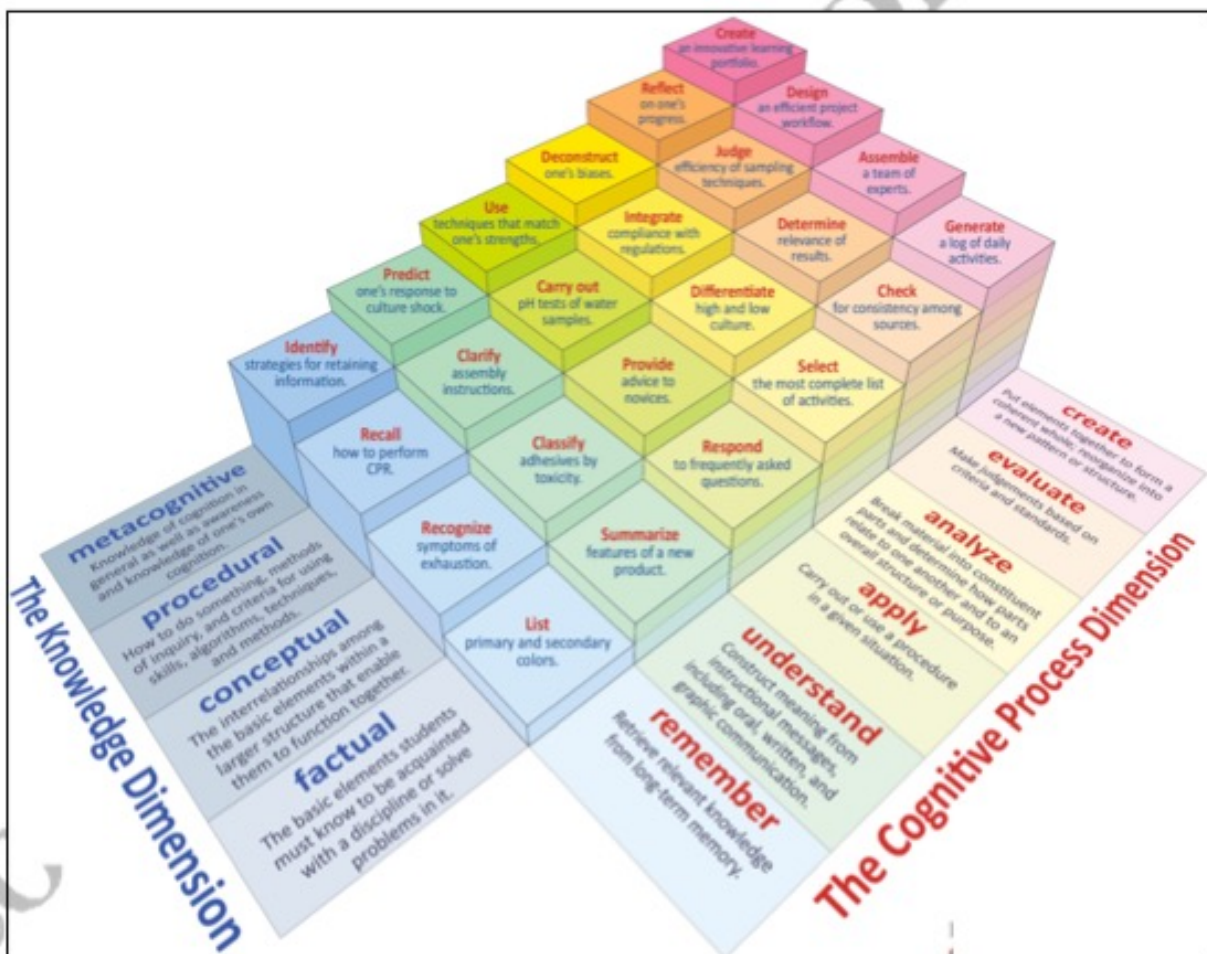 Create
an innovative learning
portfolio.
Reflect
on one's
progress.
Design
an efficient project
workflow.
Deconstruct
one's biases.
Judge
efficiency of sampling
techniques.
Assemble
a team of
experts.
Use
techniques that match
one's strengths.
Integrate
compliance with
regulations.
Determine
relevance of
results.
Generate
a log of daily
activities.
Predict
one's response to
culture shock.
Carry out
pH tests of water
samples.
Differentiate
high and low
culture.
Check
for consistency among
sources.
Identify
strategies for retaining
information.
Clarify
assembly
instructions.
Provide
advice to
novices.
Select
the most complete list
of activities.
Recall
how to perform
CPR.
Classify
adhesives by
toxicity.
Respond
to frequently asked
questions.
Recognize
symptoms of
exhaustion.
Summarize
features of a new
product.
List
primary and secondary
colors.
The Knowledge Dimension
metacognitive
Knowledge of cognition in
general as well as awareness
and knowledge of one's own
cognition.
procedural
How to do something, methods
of inquiry, and criteria for using
skills, algorithms, techniques,
and methods.
conceptual
The interrelationships among
the basic elements within a
larger structure that enable
them to function together.
factual
The basic elements students
must know to be acquainted
with a discipline or solve
problems in it.
The Cognitive Process Dimension
create
Put elements together to form a
coherent whole; reorganize into
a new pattern or structure.
evaluate
Make judgements based on
criteria and standards.
analyze
Break material into constituent
parts and determine how parts
relate to one another and to an
overall structure or purpose.
apply
Carry out or use a procedure
in a given situation.
understand
Construct meaning from
instructional messages,
including oral, written, and
graphic communication.
remember
Retrieve relevant knowledge
from long-term memory.